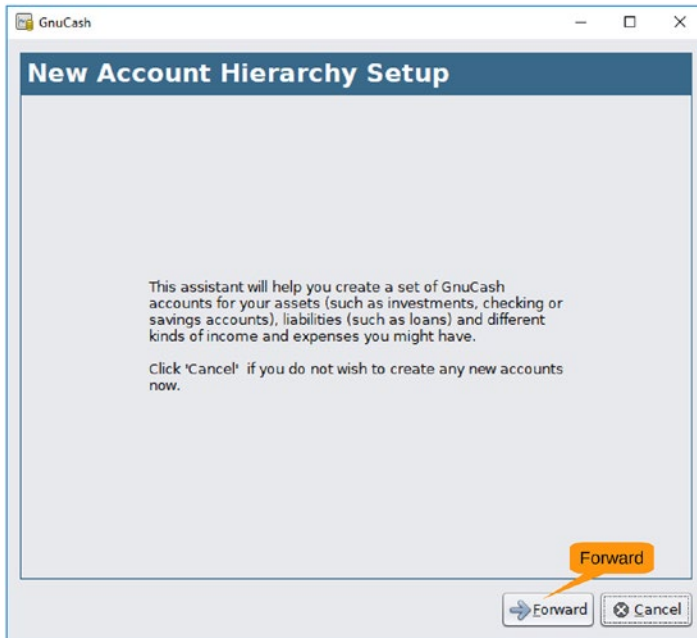 GnuCash
New Account Hierarchy Setup
This assistant will help you create a set of GnuCash
accounts for your assets (such as investments, checking or
savings accounts), liabilities (such as loans) and different
kinds of income and expenses you might have.
Click 'Cancel' if you do not wish to create any new accounts
now.
Forward
Forward
Cancel